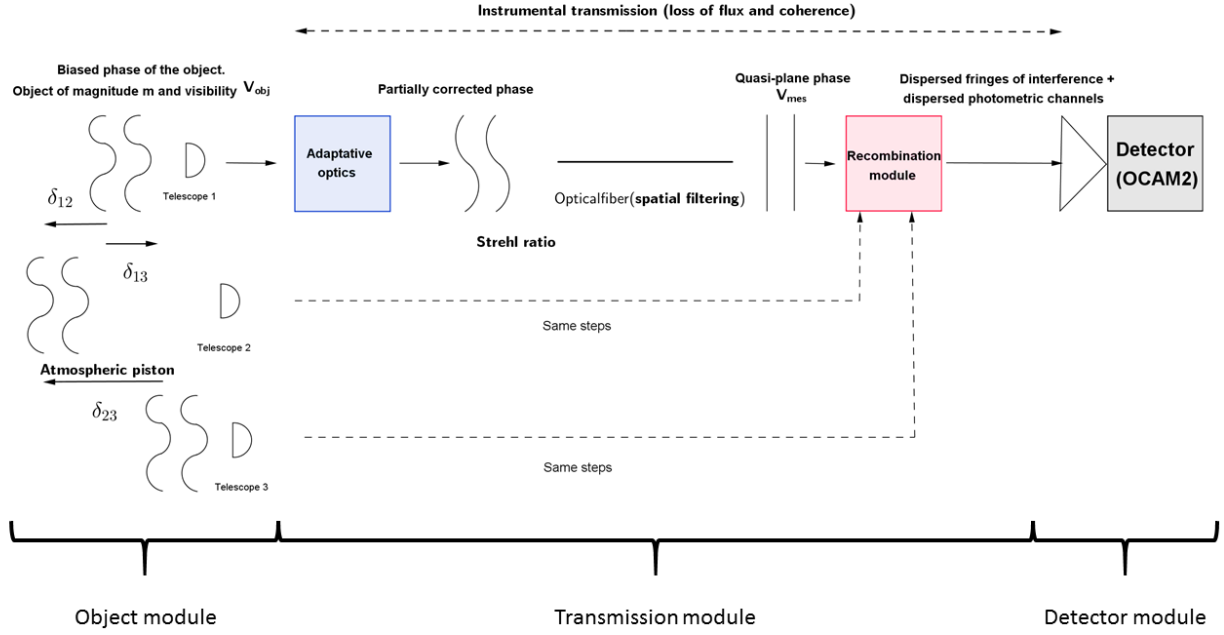 Instrumental transmission (loss of flux and coherence)
Biased phase of the object.
Object of magnitude m and visibility V_obj
Partially corrected phase
Quasi-plane phase
V_mes
Dispersed fringes of interference +
dispersed photometric channels
Adaptative
optics
Recombination
module
Detector
(OCAM2)
Telescope 1
Opticalfiber(spatial filtering)
δ_12
Strehl ratio
δ_13
Same steps
Telescope 2
Atmospheric piston
δ_23
Same steps
Telescope 3
Object module
Transmission module
Detector module